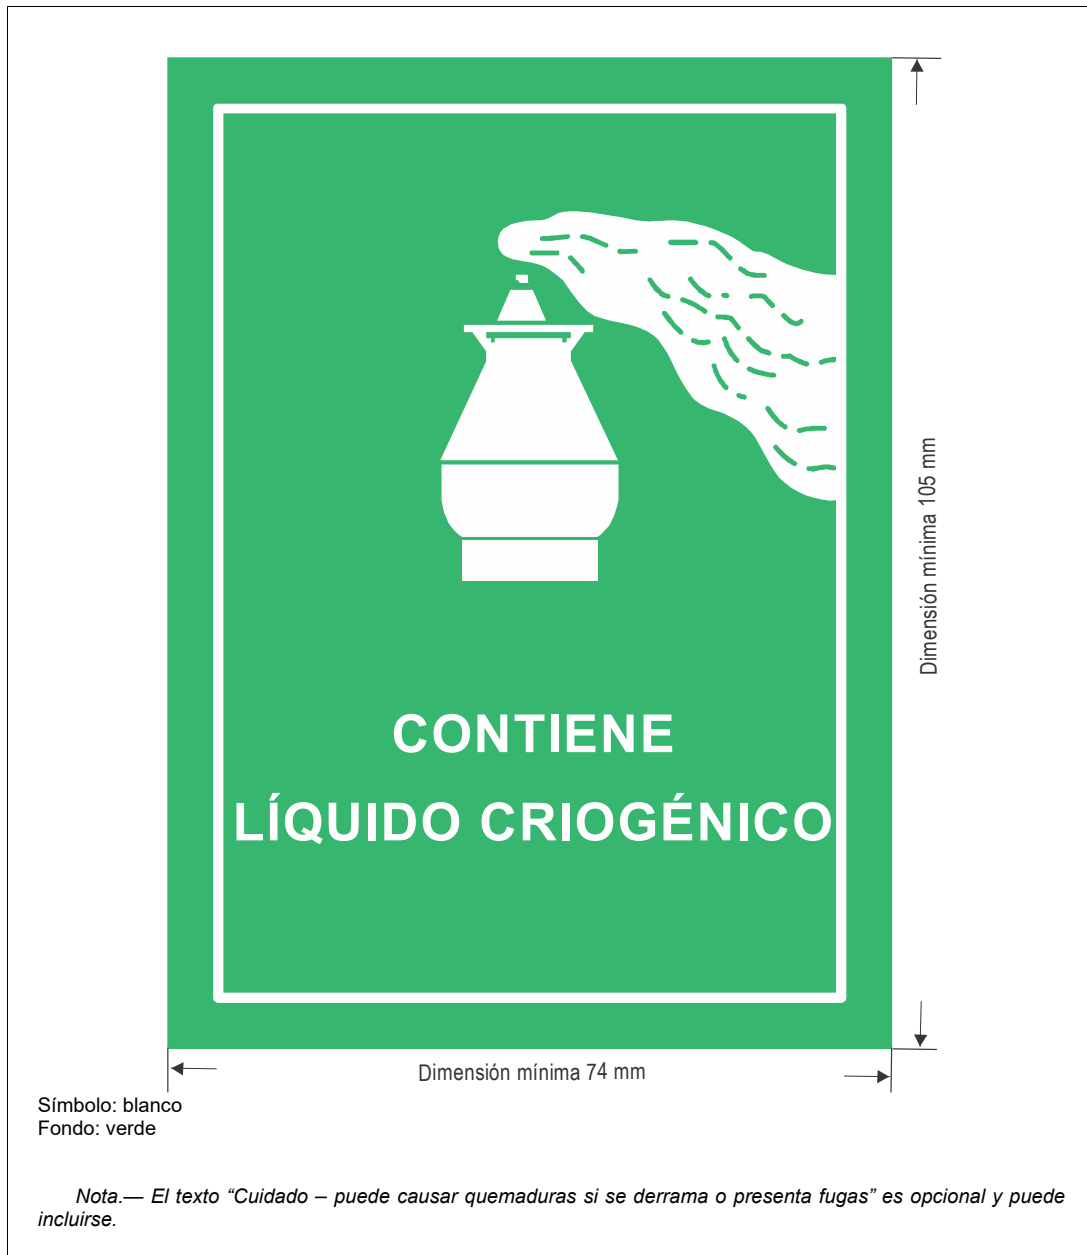 CONTIENE
LÍQUIDO CRIOGÉNICO
Dimensión mínima 105 mm
Dimensión mínima 74 mm
Símbolo: blanco
Fondo: verde
Nota.— El texto “Cuidado – puede causar quemaduras si se derrama o presenta fugas” es opcional y puede
incluirse.